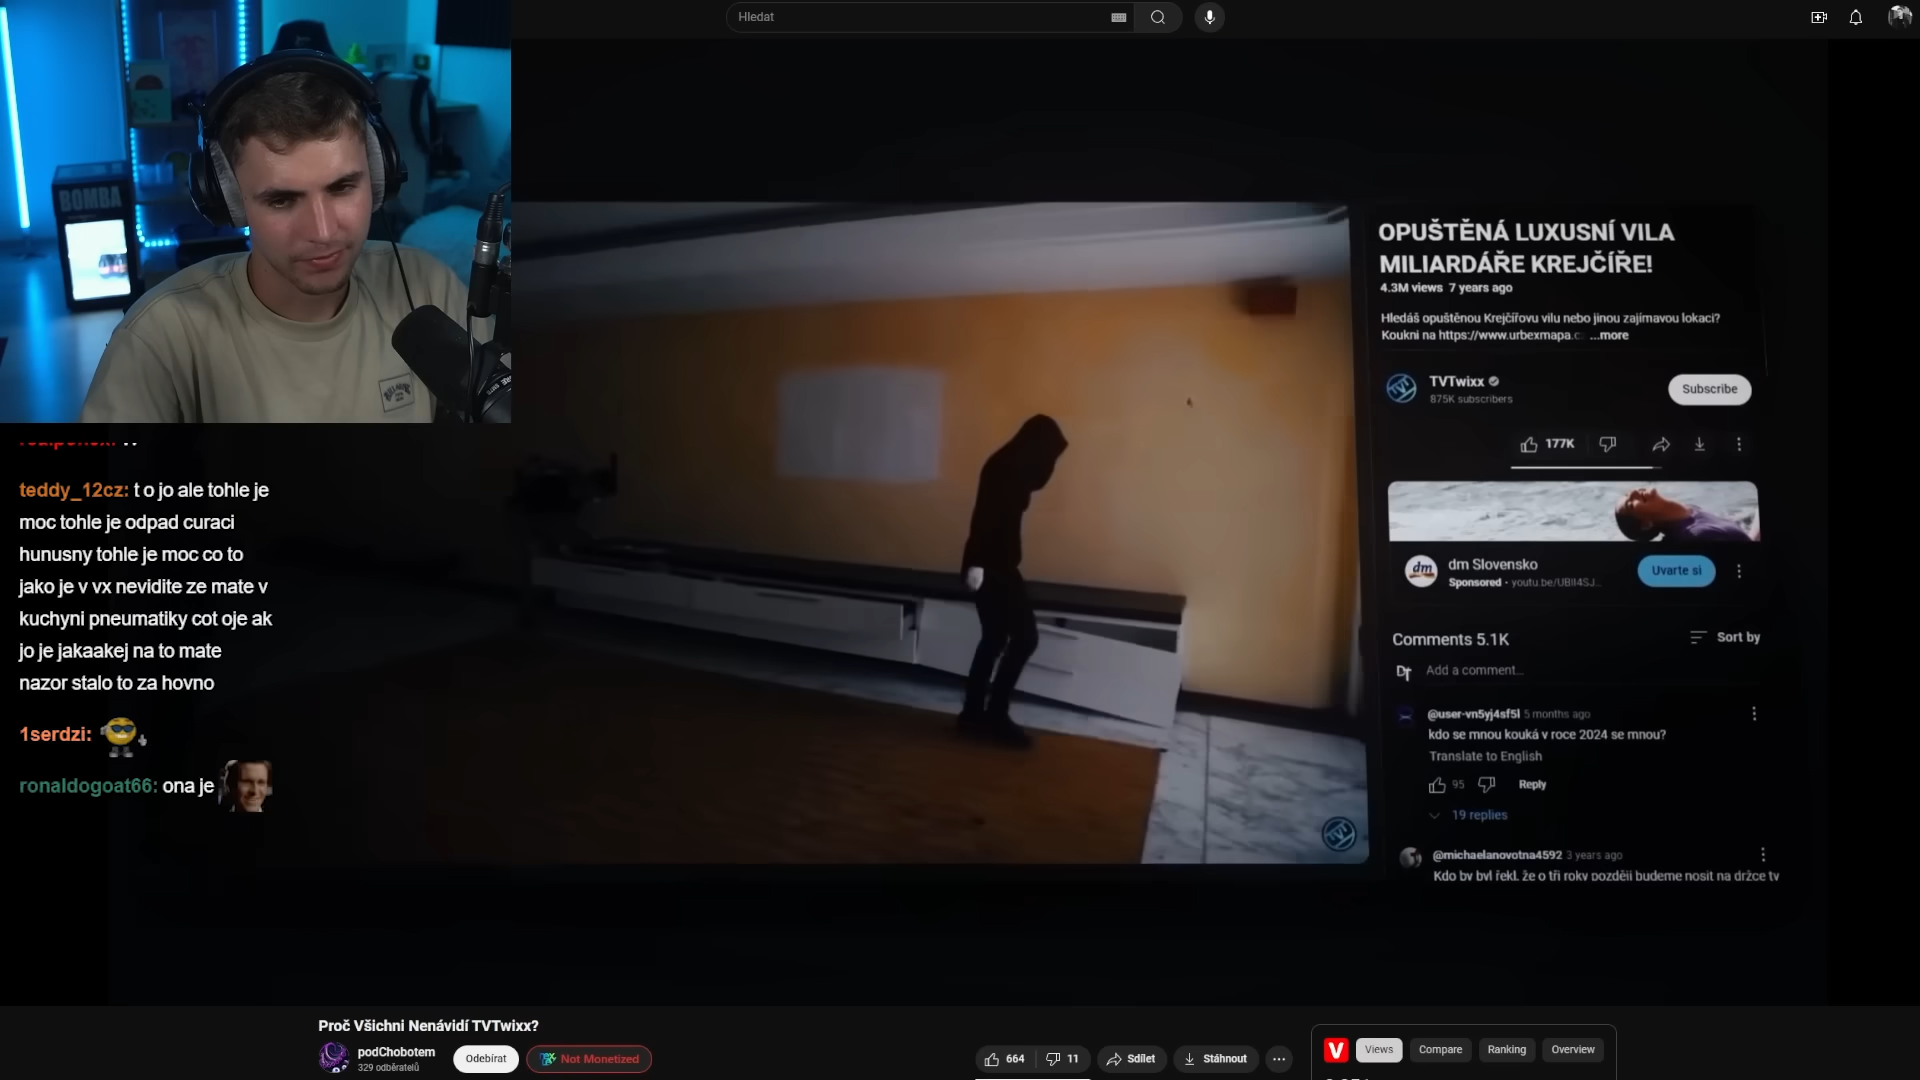 Hledat
BOMBA
OPUŠTĚNÁ LUXUSNÍ VILA
MILIARDÁŘE KREJČÍŘE!
4.3M views 7 years ago
Hledáš opuštěnou Krejčířovu vilu nebo jinou zajímavou lokaci?
Koukni na https://www.urbexmapa.c ...more
TVTwixx
875K subscribers
Subscribe
177K
dm
dm Slovensko
Sponsored · youtu.be/UBII4SJ...
Uvarte si
Comments 5.1K
Sort by
Add a comment...
@user-vn5yj4sf5l 5 months ago
kdo se mnou kouká v roce 2024 se mnou?
Translate to English
95
Reply
19 replies
@michaelanovotna4592 3 years ago
Kdo by byl řekl, že o tři roky později budeme nosit na držce ty
TVT
teddy_12cz: t o jo ale tohle je
moc tohle je odpad curaci
hunusny tohle je moc co to
jako je v vx nevidite ze mate v
kuchyni pneumatiky cot oje ak
jo je jakaakej na to mate
nazor stalo to za hovno
1serdzi:
ronaldogoat66: ona je
Proč Všichni Nenávidí TVTwixx?
podChobotem
329 odběratelů
Odebírat
Not Monetized
664
11
Sdílet
Stáhnout
Views
Compare
Ranking
Overview